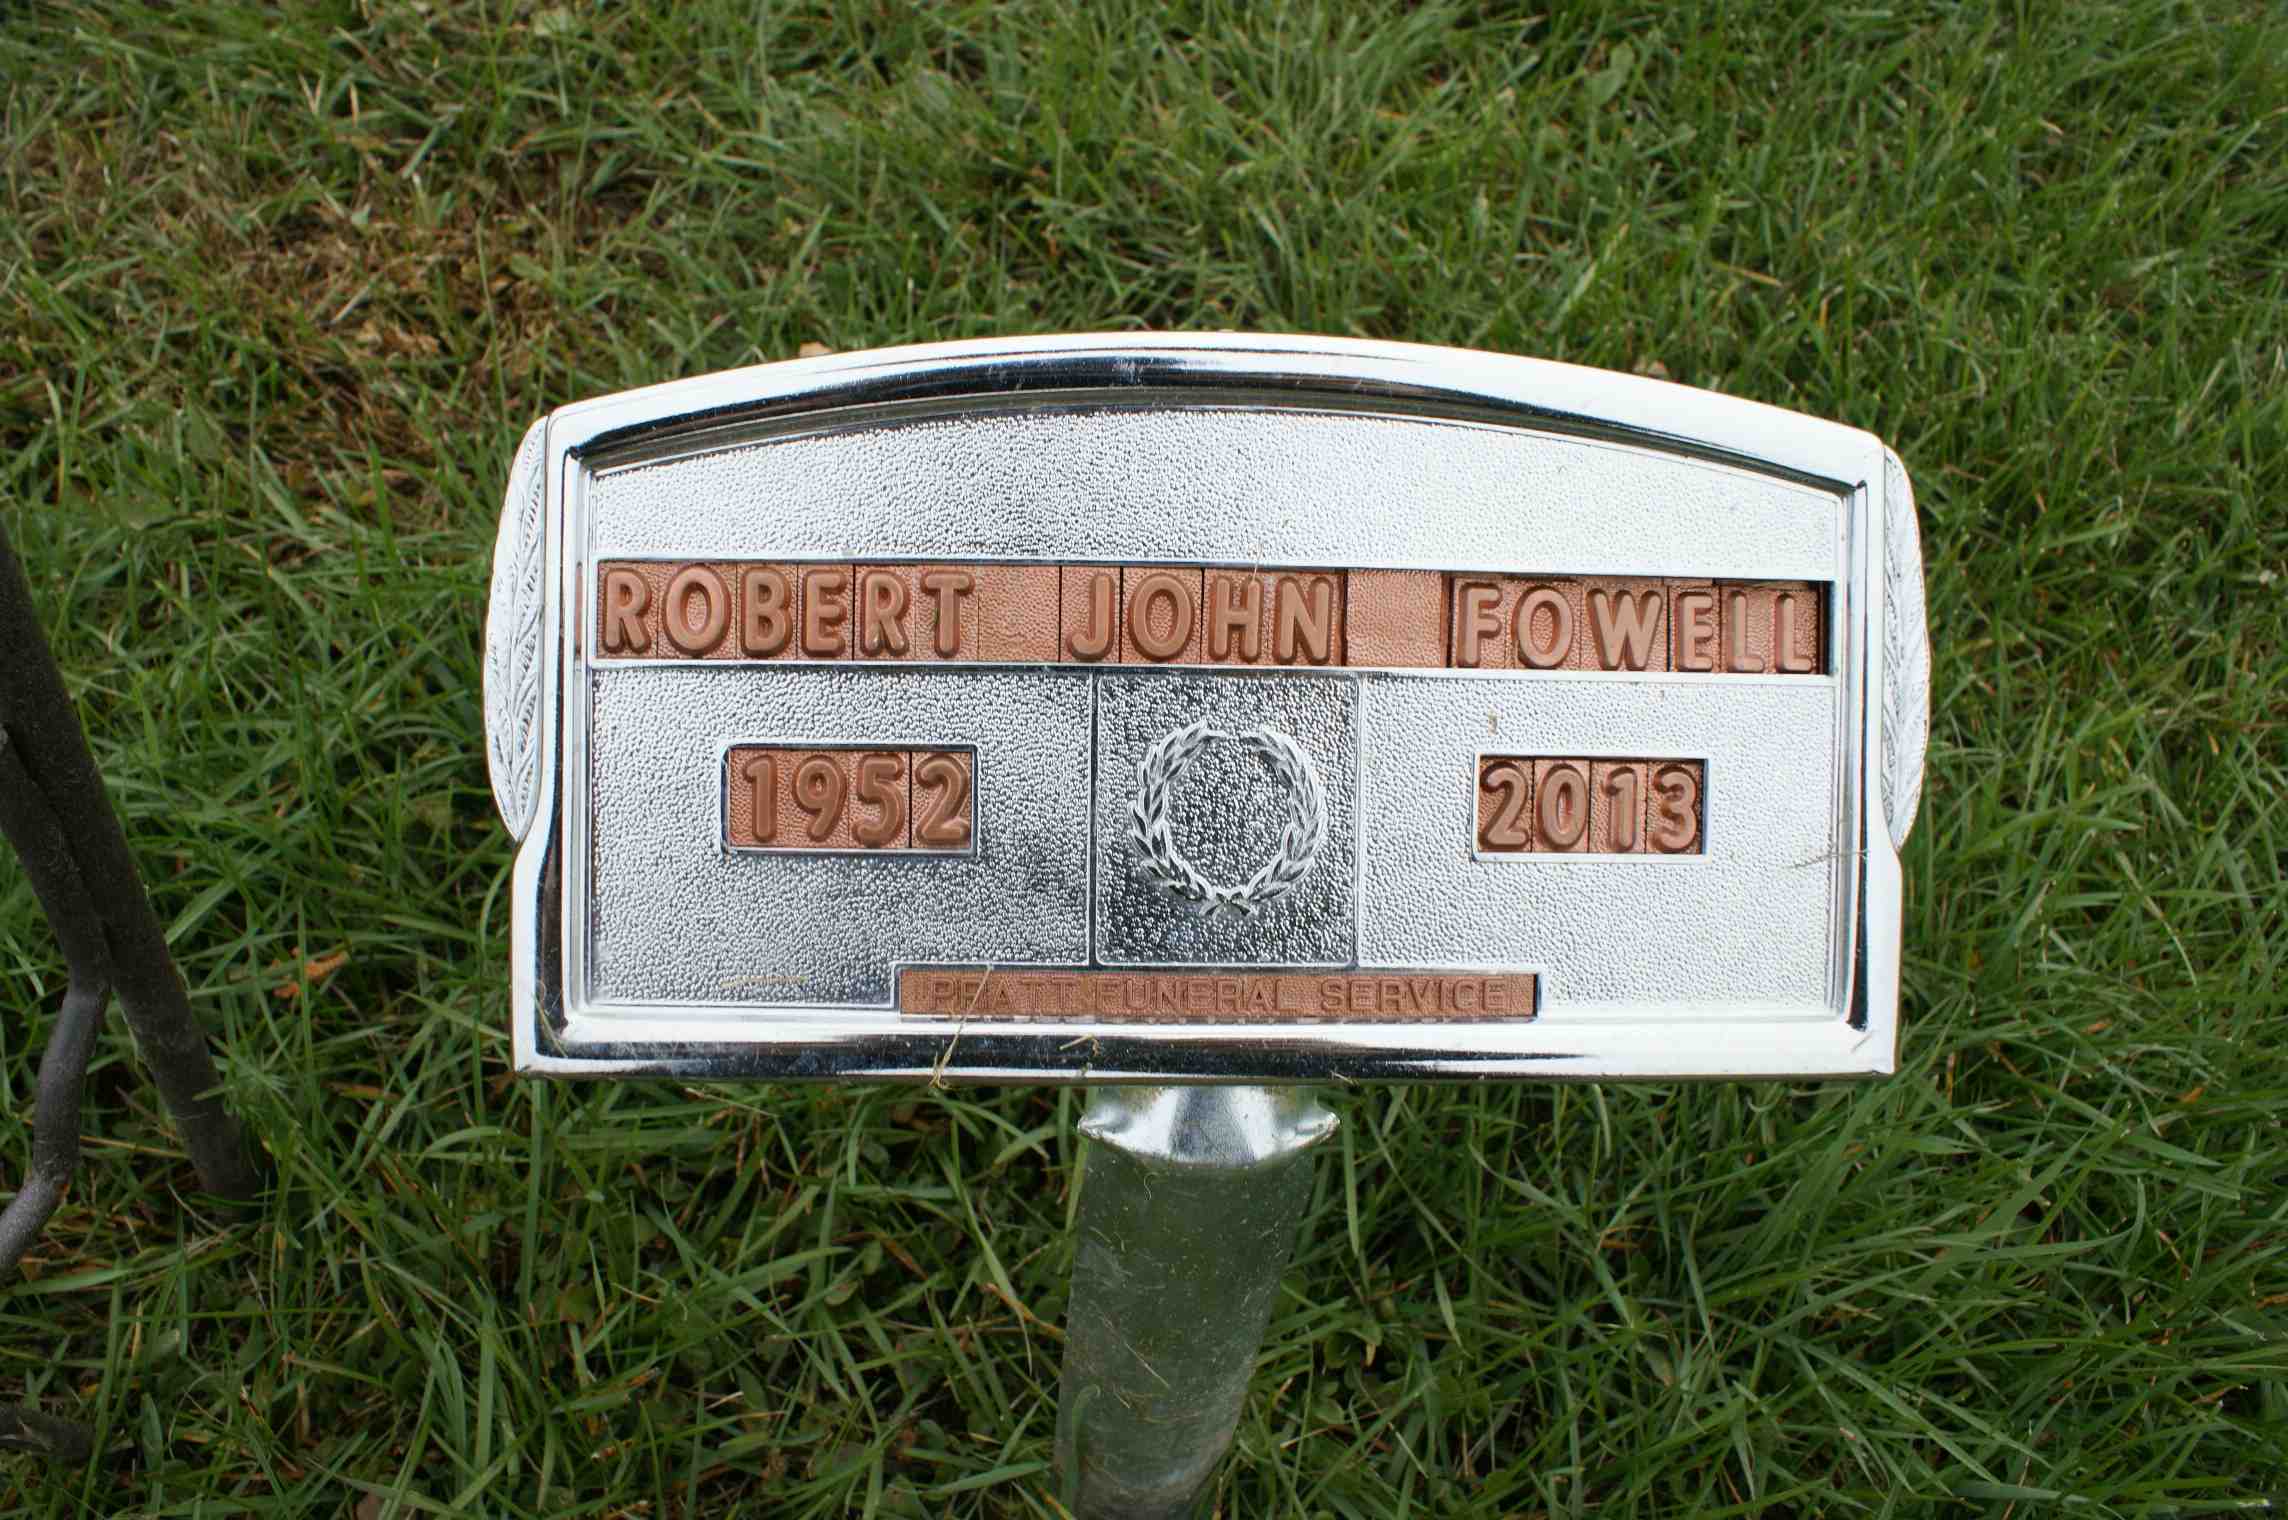 ROBERT JOHN FOWELL
1952 2013
PRATT FUNERAL SERVICE